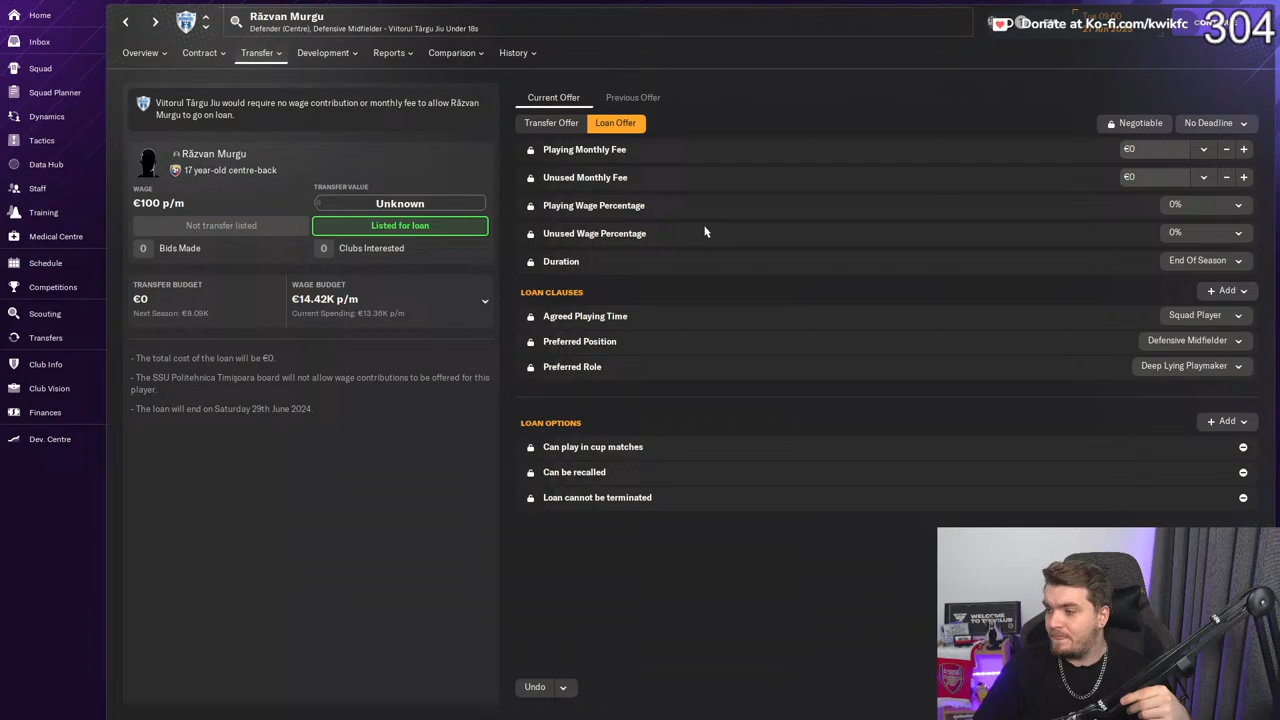 Home
Inbox
Squad
Squad Planner
Dynamics
Tactics
Data Hub
Staff
Training
Medical Centre
Schedule
Competitions
Scouting
Transfers
Club Info
Club Vision
Finances
Dev. Centre
Răzvan Murgu
Defender (Centre), Defensive Midfielder - Viitorul Târgu Jiu Under 18s
Donate at Ko-fi.com/kwikfc
304
Overview
Contract
Transfer
Development
Reports
Comparison
History
Viitorul Târgu Jiu would require no wage contribution or monthly fee to allow Răzvan
Murgu to go on loan.
Răzvan Murgu
17 year-old centre-back
WAGE
€100 p/m
TRANSFER VALUE
Unknown
Not transfer listed
Listed for loan
0 Bids Made
0 Clubs Interested
TRANSFER BUDGET
€0
Next Season: €8.09K
WAGE BUDGET
€14.42K p/m
Current Spending: €13.36K p/m
- The total cost of the loan will be €0.
- The SSU Politehnica Timişoara board will not allow wage contributions to be offered for this
player.
- The loan will end on Saturday 29th June 2024.
Current Offer
Previous Offer
Transfer Offer
Loan Offer
Negotiable
No Deadline
Playing Monthly Fee €0
Unused Monthly Fee €0
Playing Wage Percentage 0%
Unused Wage Percentage 0%
Duration End Of Season
LOAN CLAUSES + Add
Agreed Playing Time Squad Player
Preferred Position Defensive Midfielder
Preferred Role Deep Lying Playmaker
LOAN OPTIONS + Add
Can play in cup matches
Can be recalled
Loan cannot be terminated
Undo
WELCOME
Arsenal